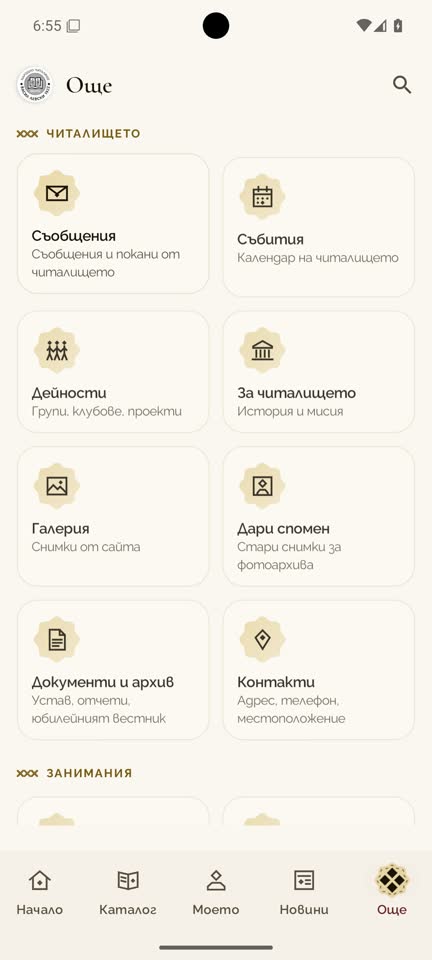 6:55
Още
ЧИТАЛИЩЕТО
Съобщения
Съобщения и покани от
читалището
Събития
Календар на читалището
Дейности
Групи, клубове, проекти
За читалището
История и мисия
Галерия
Снимки от сайта
Дари спомен
Стари снимки за
фотоархива
Документи и архив
Устав, отчети,
юбилейният вестник
Контакти
Адрес, телефон,
местоположение
ЗАНИМАНИЯ
Начало
Каталог
Моето
Новини
Още